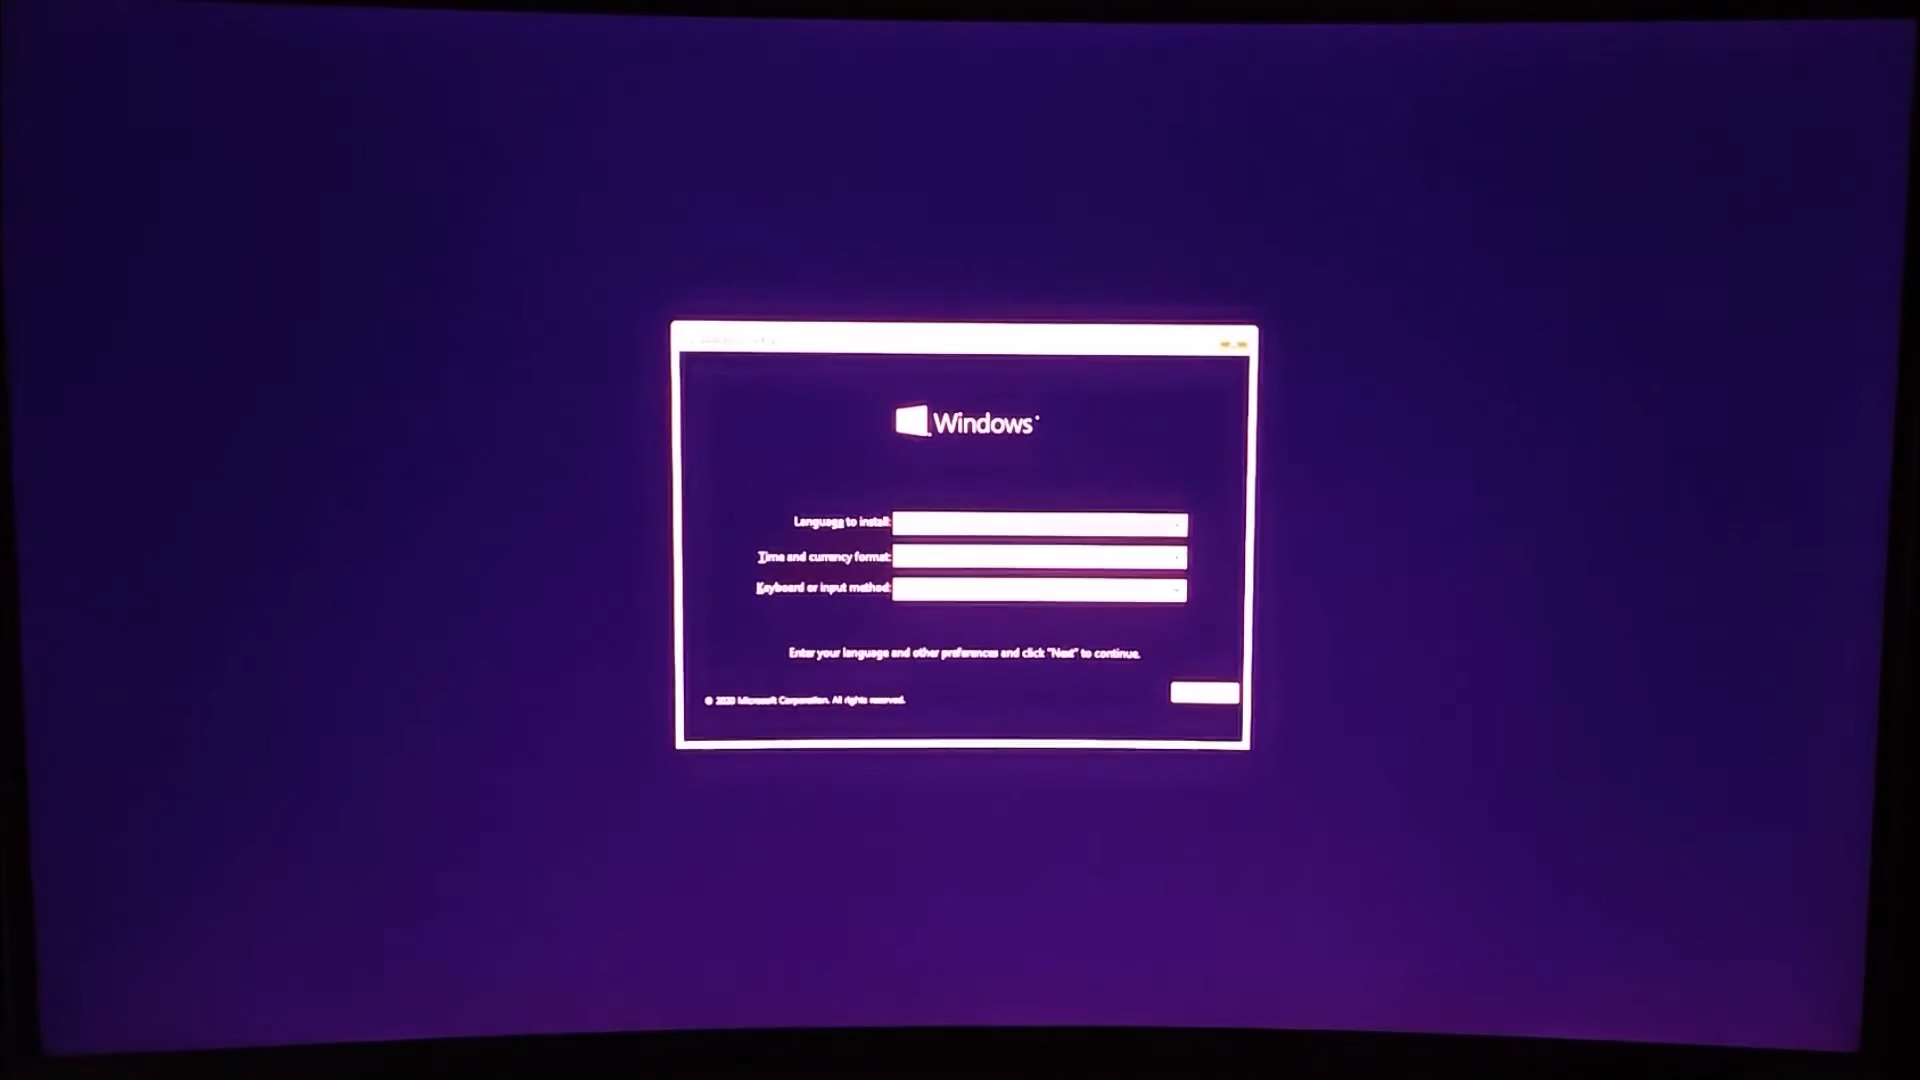 Windows
Language to install:
Time and currency format:
Keyboard or input method:
Enter your language and other preferences and click "Next" to continue.
© 2020 Microsoft Corporation. All rights reserved.